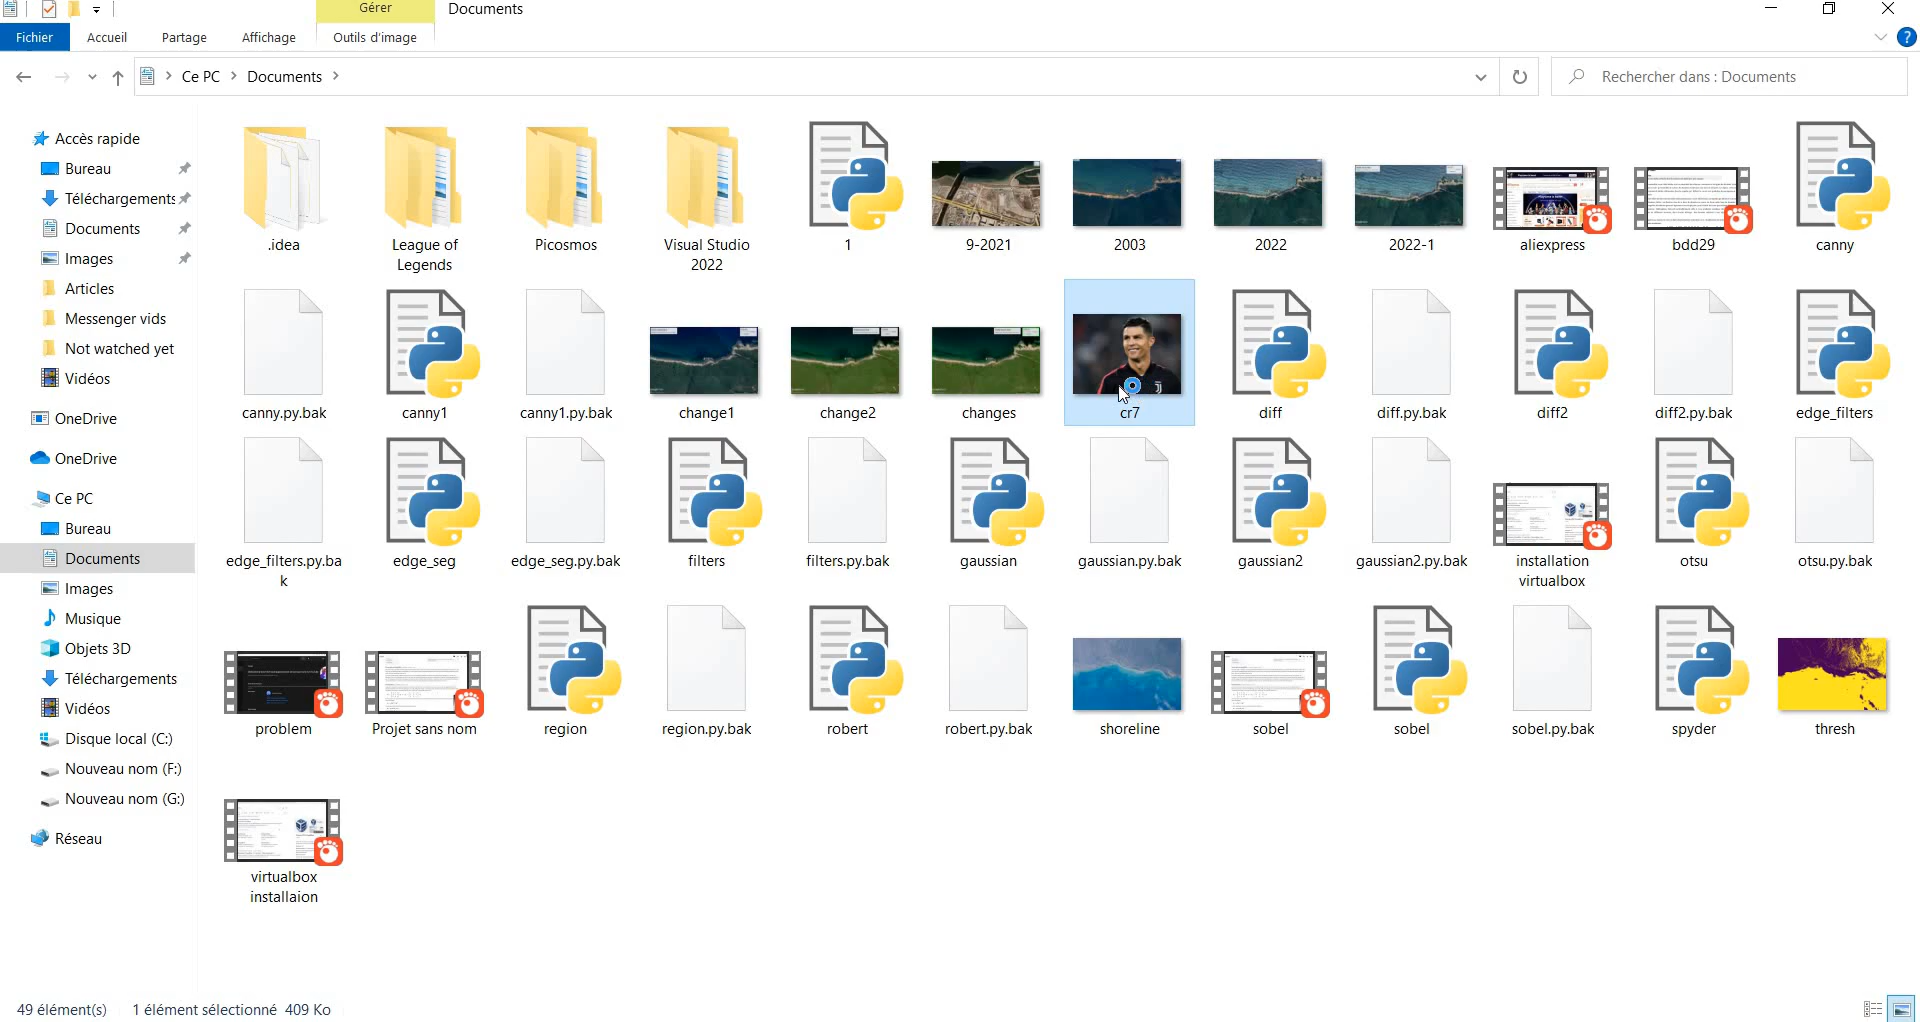 Gérer
Documents
Fichier
Accueil
Partage
Affichage
Outils d'image
?
Ce PC
Documents
Rechercher dans : Documents
Accès rapide
Bureau
Téléchargements
Documents
Images
Articles
Messenger vids
Not watched yet
Vidéos
OneDrive
OneDrive
Ce PC
Bureau
Documents
Images
Musique
Objets 3D
Téléchargements
Vidéos
Disque local (C:)
Nouveau nom (F:)
Nouveau nom (G:)
Réseau
.idea
League of
Legends
Picosmos
Visual Studio
2022
1
9-2021
2003
2022
2022-1
aliexpress
bdd29
canny
canny.py.bak
canny1
canny1.py.bak
change1
change2
changes
cr7
diff
diff.py.bak
diff2
diff2.py.bak
edge_filters
edge_filters.py.ba
k
edge_seg
edge_seg.py.bak
filters
filters.py.bak
gaussian
gaussian.py.bak
gaussian2
gaussian2.py.bak
installation
virtualbox
otsu
otsu.py.bak
problem
Projet sans nom
region
region.py.bak
robert
robert.py.bak
shoreline
sobel
sobel
sobel.py.bak
spyder
thresh
virtualbox
installaion
49 élément(s)
1 élément sélectionné 409 Ko